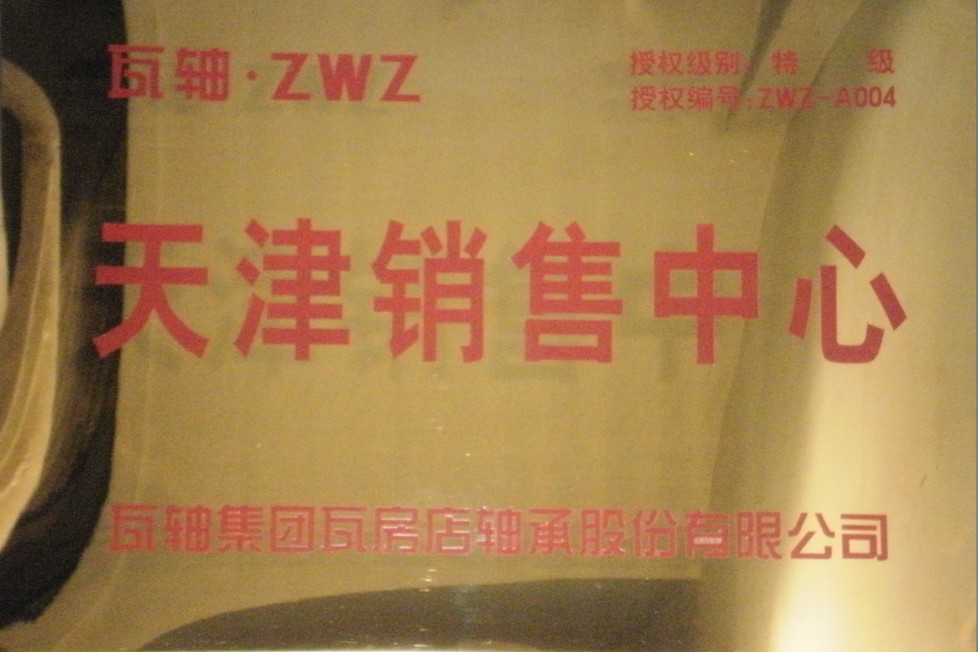 瓦轴·ZWZ
授权级别:特 级
授权编号:ZWZ-A004
天津销售中心
瓦轴集团瓦房店轴承股份有限公司